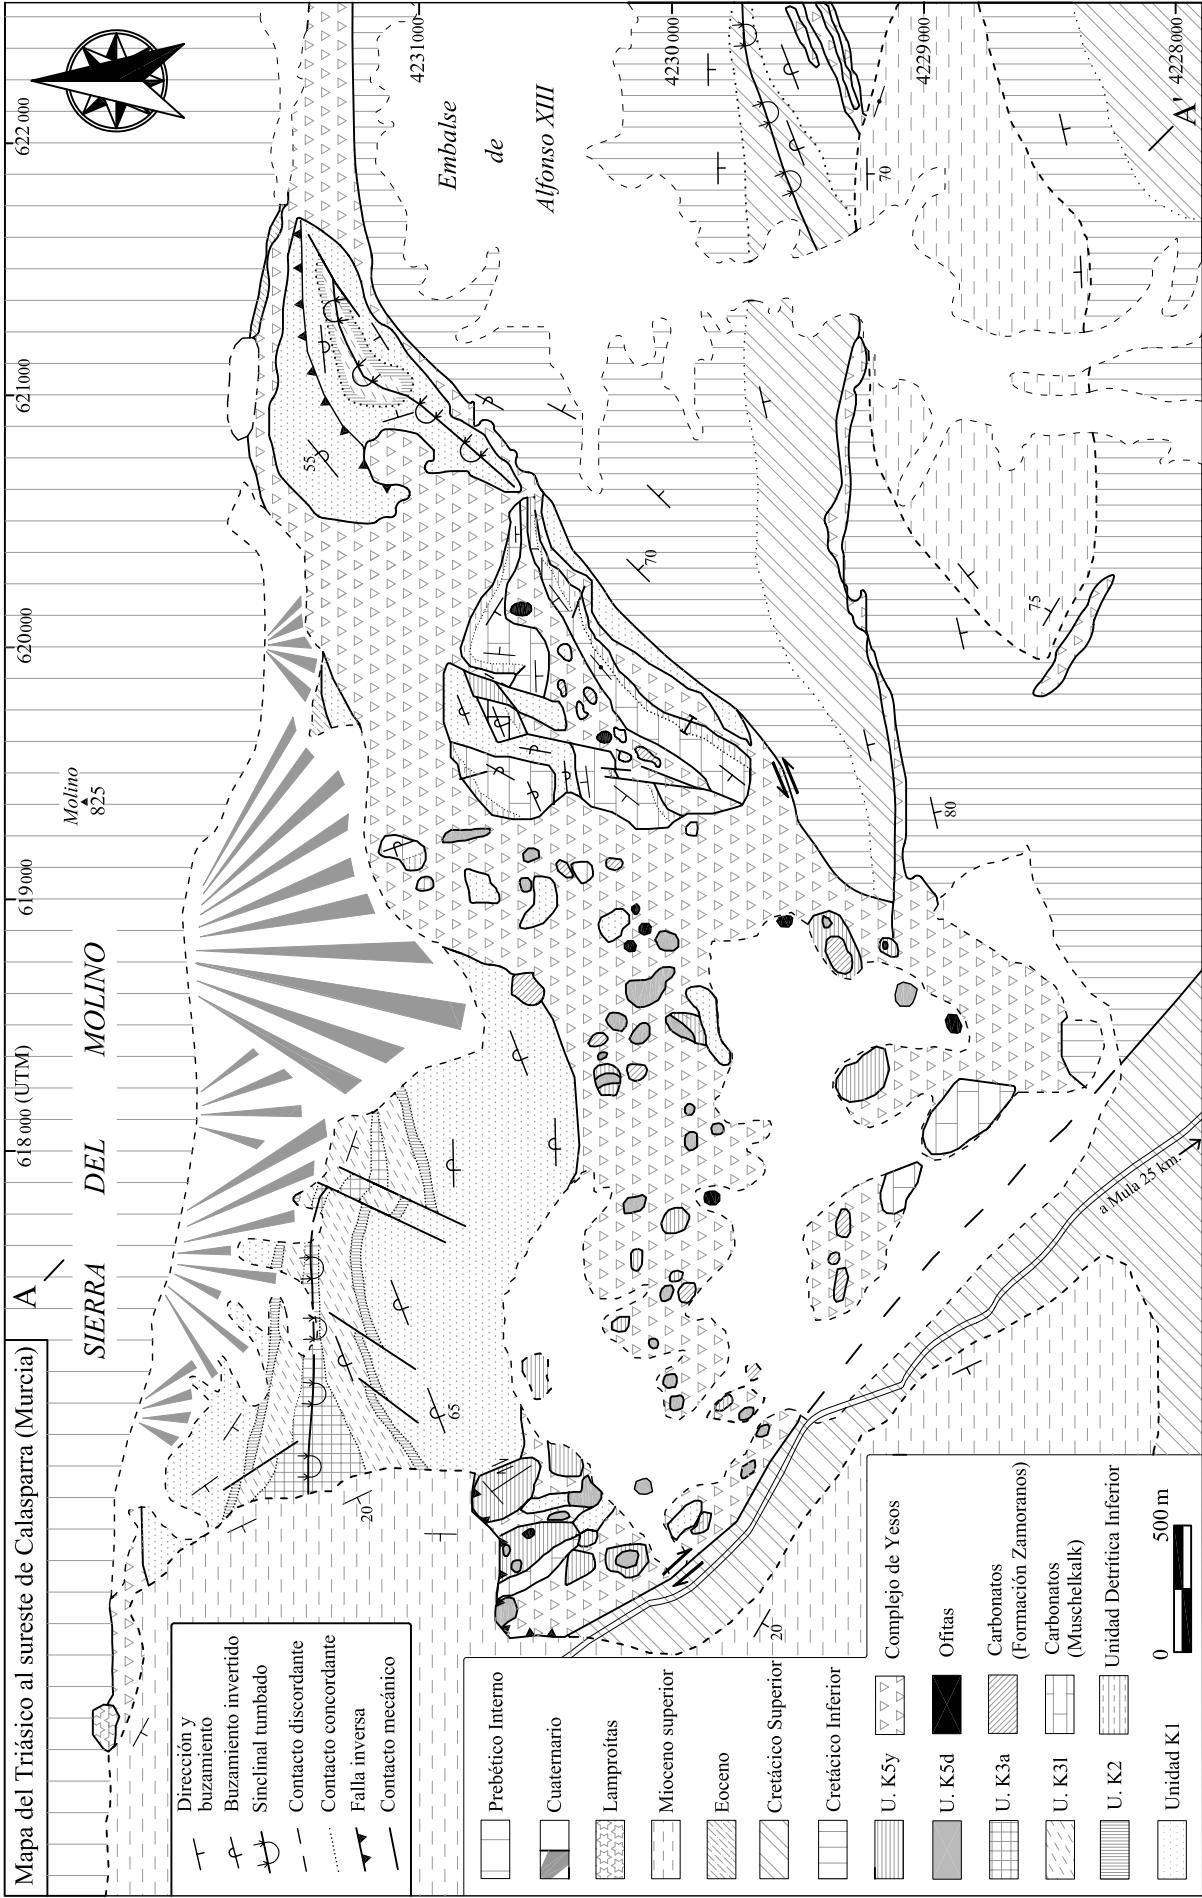 Mapa del Triásico al sureste de Calasparra (Murcia)
A
618 000 (UTM)
619 000
620 000
621 000
622 000
SIERRA DEL MOLINO
Molino
825
4231 000
4230 000
4229 000
4228 000
Embalse
de
Alfonso XIII
A'
55
70
70
65
20
20
75
80
a Mula 25 km.
Dirección y
buzamiento
Buzamiento invertido
Sinclinal tumbado
Contacto discordante
Contacto concordante
Falla inversa
Contacto mecánico
Prebético Interno
Cuaternario
Lamproítas
Mioceno superior
Eoceno
Cretácico Superior
Cretácico Inferior
U. K5y
U. K5d
U. K3a
U. K3l
U. K2
Unidad K1
Complejo de Yesos
Ofitas
Carbonatos
(Formación Zamoranos)
Carbonatos
(Muschelkalk)
Unidad Detrítica Inferior
0
500 m